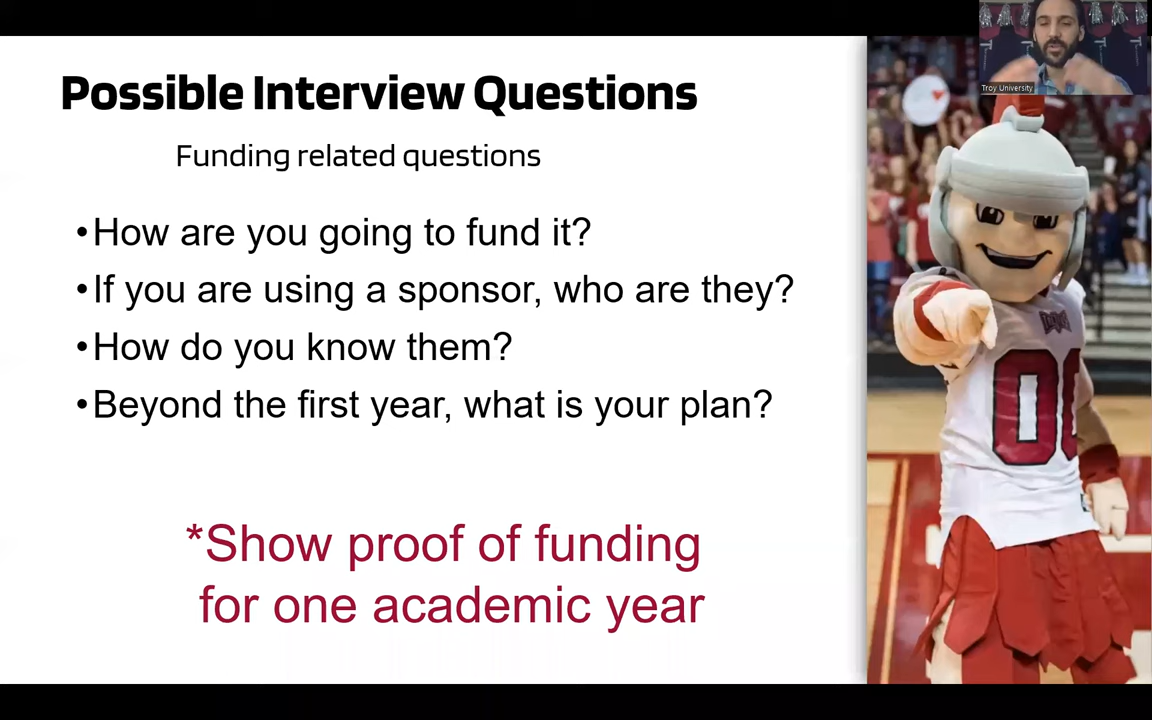 Possible Interview Questions
Funding related questions
•How are you going to fund it?
•If you are using a sponsor, who are they?
•How do you know them?
•Beyond the first year, what is your plan?
*Show proof of funding
for one academic year
Troy University